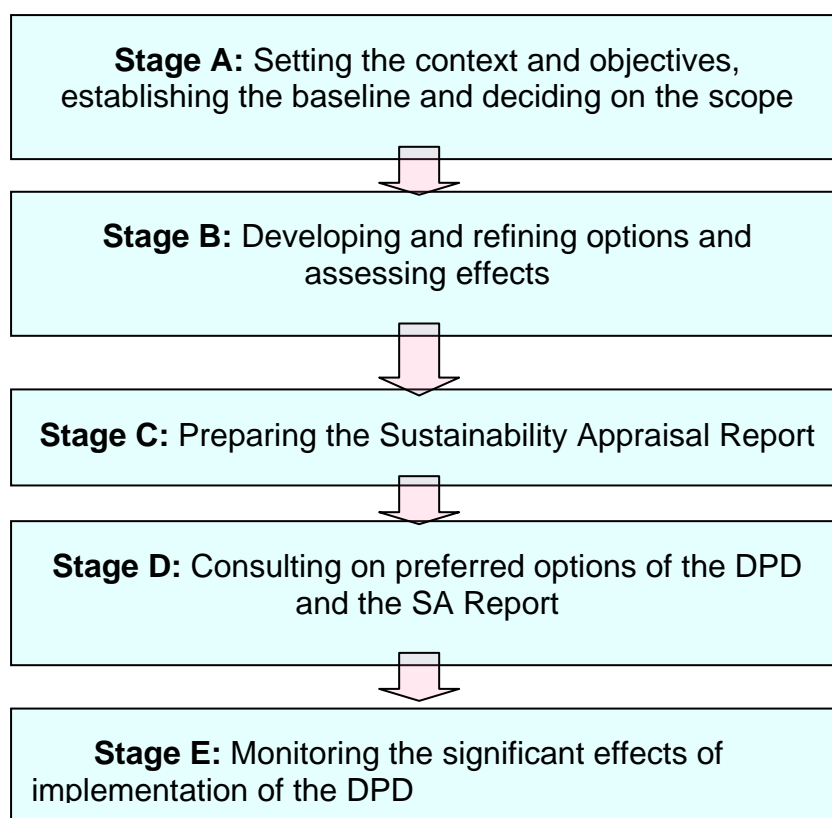 Stage A: Setting the context and objectives,
establishing the baseline and deciding on the scope
Stage B: Developing and refining options and
assessing effects
Stage C: Preparing the Sustainability Appraisal Report
Stage D: Consulting on preferred options of the DPD
and the SA Report
Stage E: Monitoring the significant effects of
implementation of the DPD